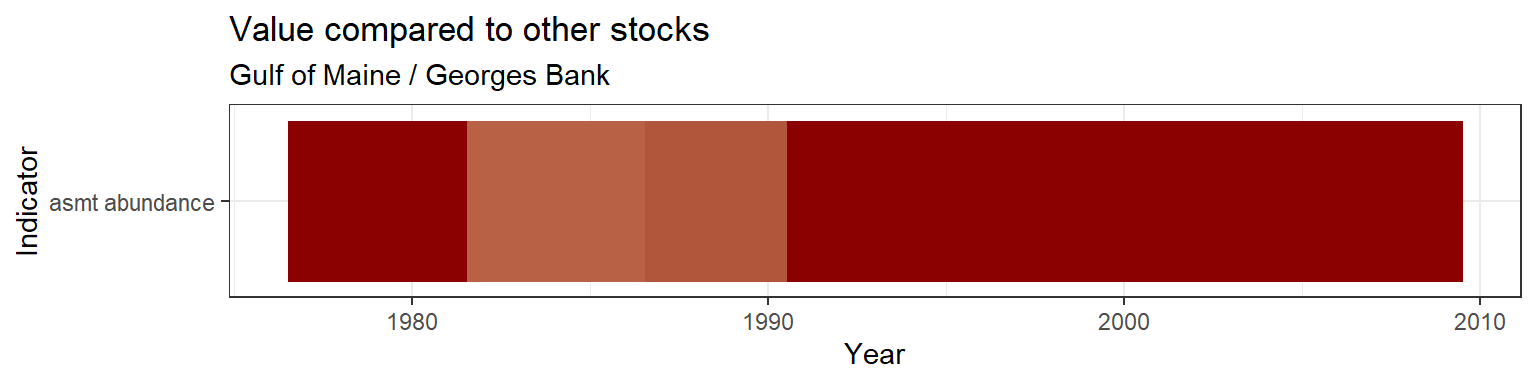 Value compared to other stocks
Gulf of Maine / Georges Bank
Indicator
asmt abundance
1980 1990 2000 2010
Year